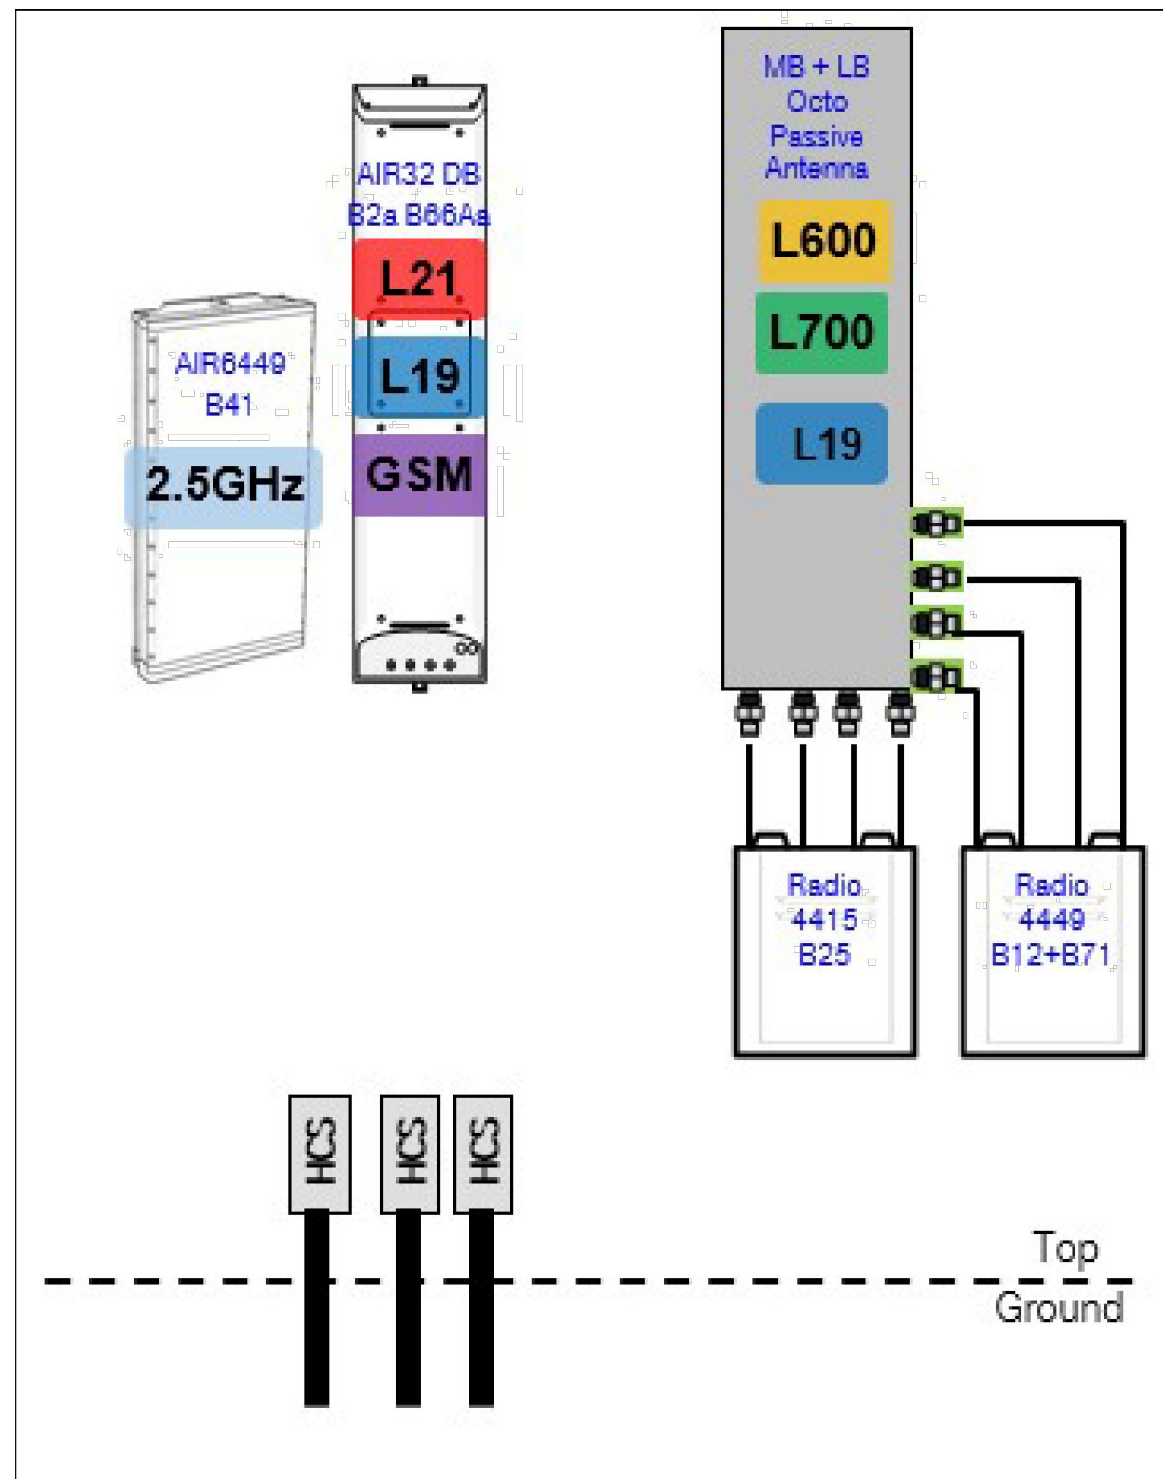 AIR6449
B41
2.5GHz
AIR32 DB
B2a B66Aa
L21
L19
GSM
MB + LB
Octo
Passive
Antenna
L600
L700
L19
Radio
4415
B25
Radio
4449
B12+B71
HCS
HCS
HCS
Top
Ground